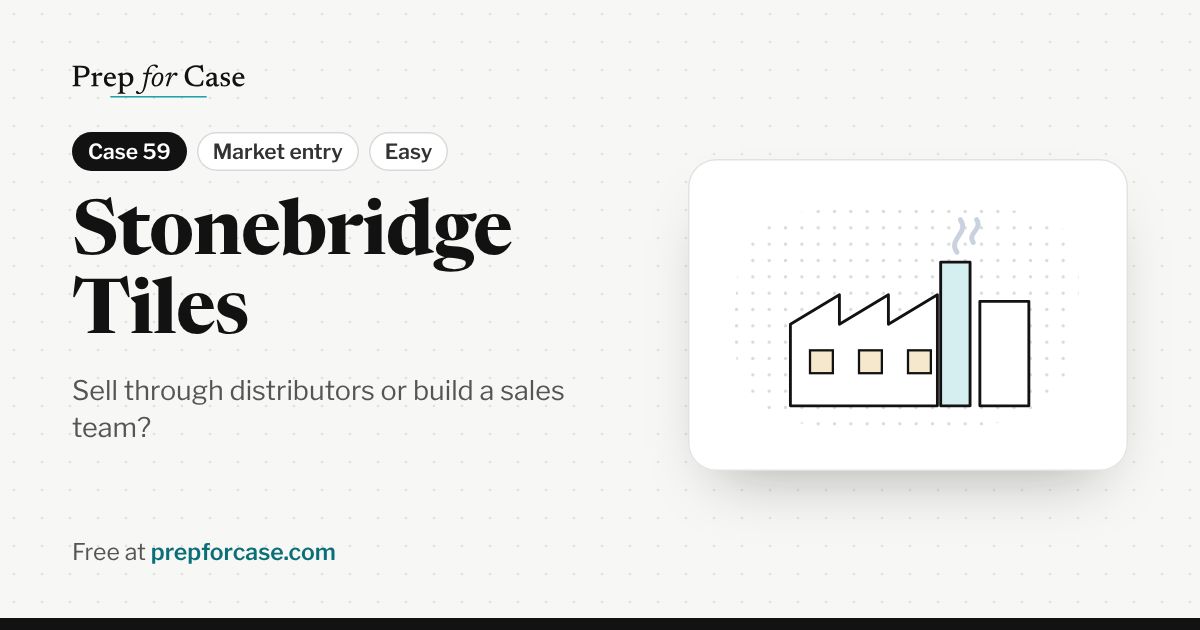 Prep for Case
Case 59
Market entry
Easy
Stonebridge
Tiles
Sell through distributors or build a sales
team?
Free at prepforcase.com